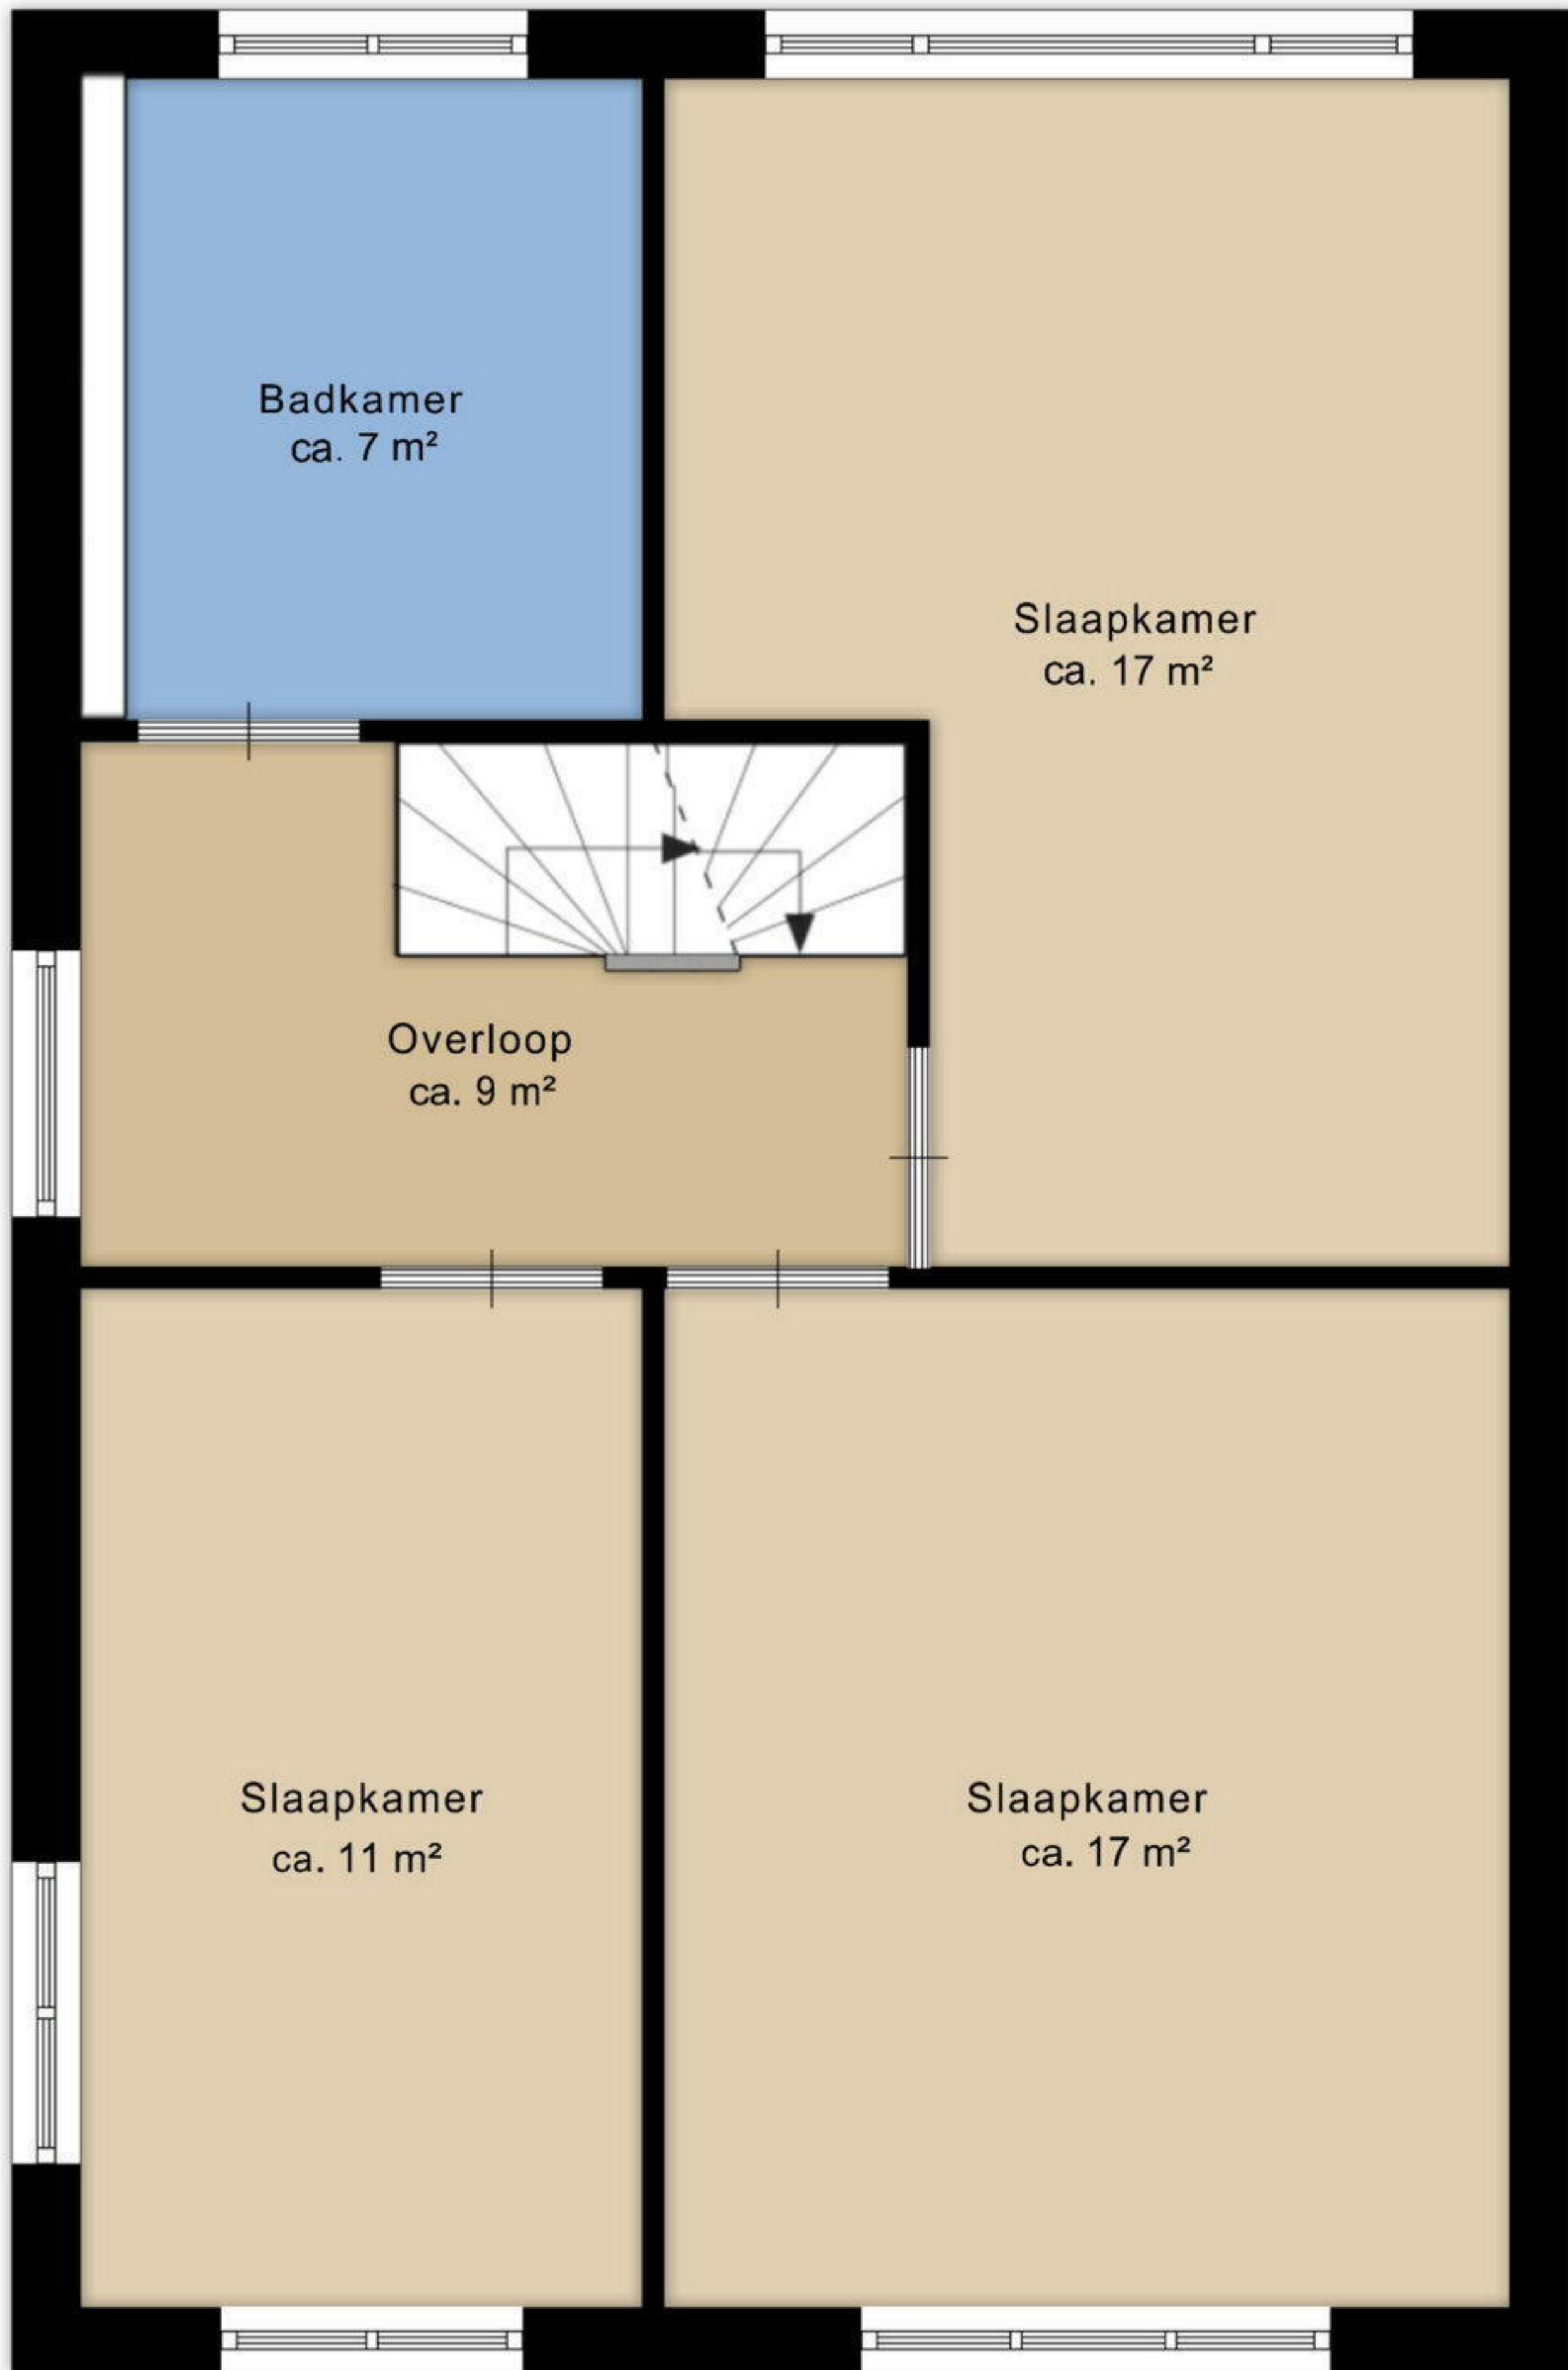 Badkamer
ca. 7 m²
Slaapkamer
ca. 17 m²
Overloop
ca. 9 m²
Slaapkamer
ca. 11 m²
Slaapkamer
ca. 17 m²